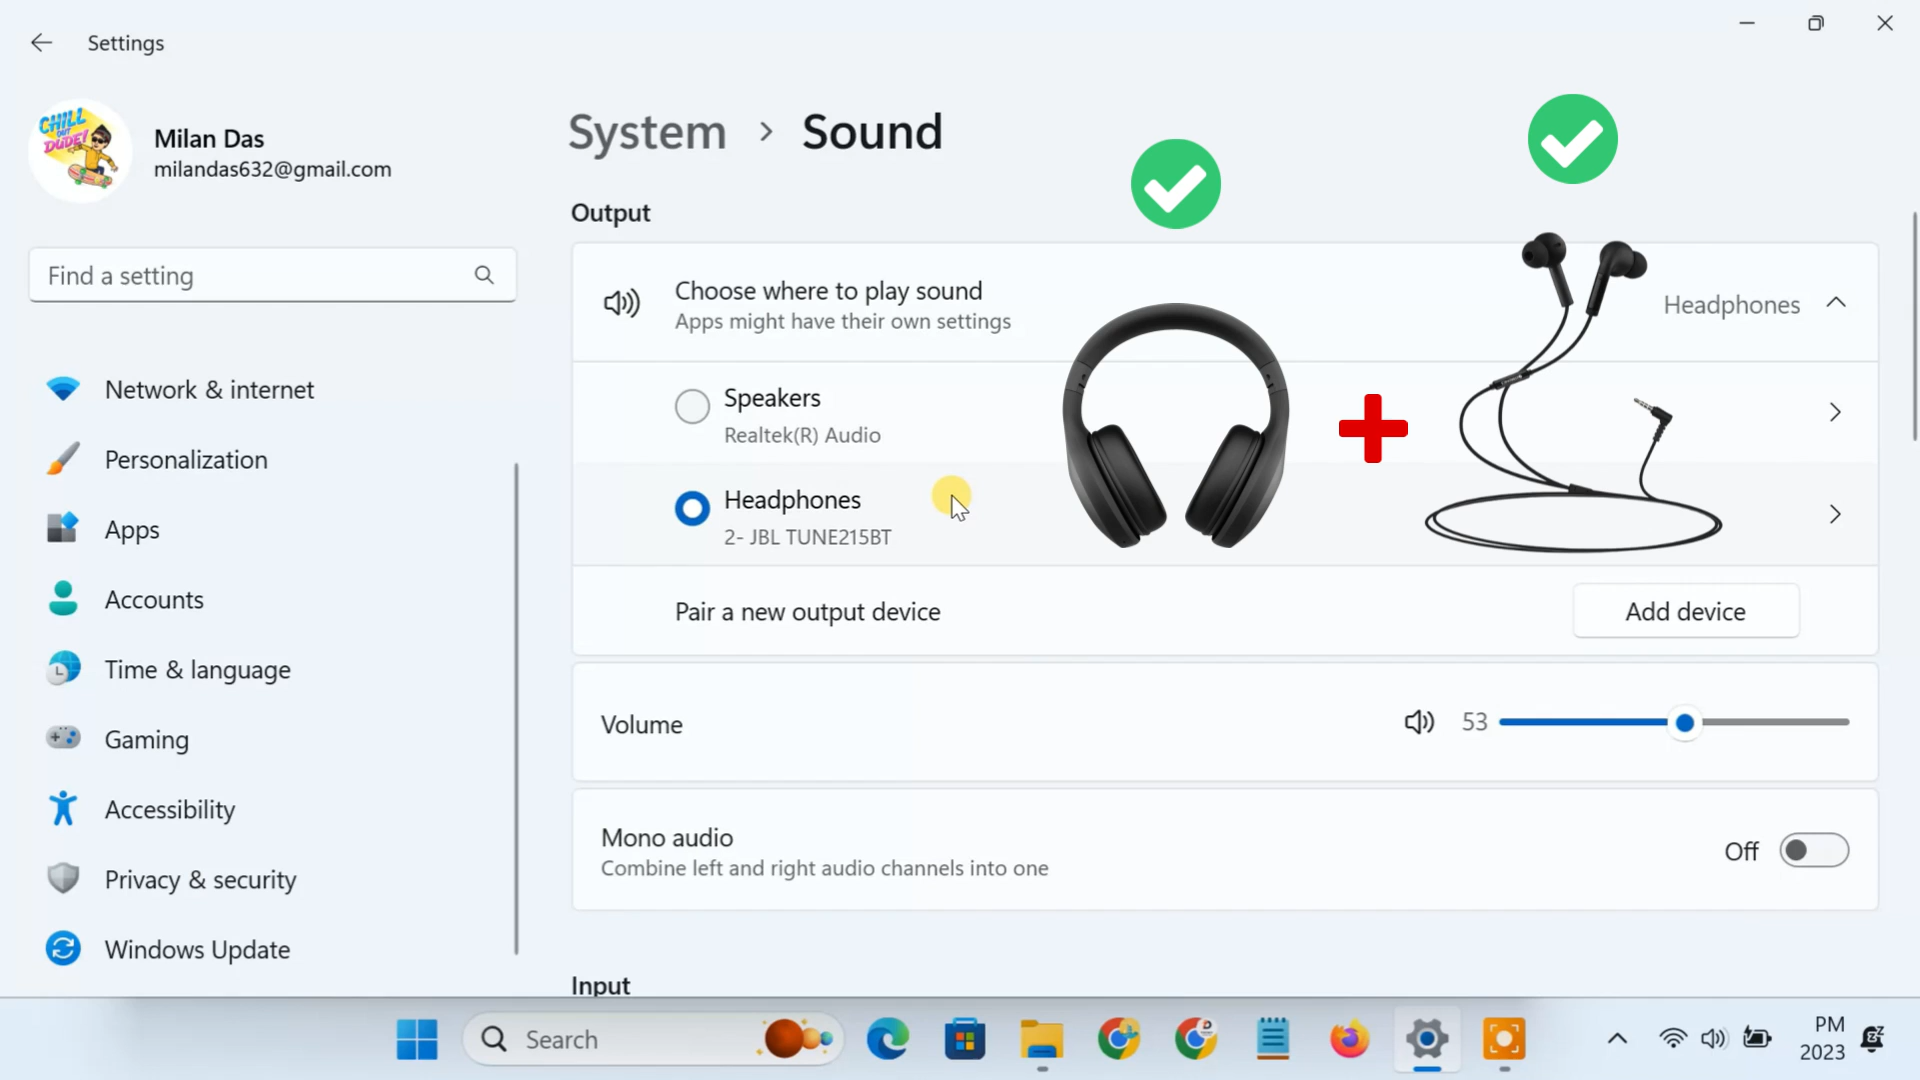 Settings
CHILL
OUT
DUDE!
Milan Das
milandas632@gmail.com
Find a setting
Network & internet
Personalization
Apps
Accounts
Time & language
Gaming
Accessibility
Privacy & security
Windows Update
System > Sound
Output
Choose where to play sound
Apps might have their own settings
Headphones
Speakers
Realtek(R) Audio
Headphones
2- JBL TUNE215BT
Pair a new output device
Add device
Volume
53
Mono audio
Combine left and right audio channels into one
Off
Input
Search
PM
2023